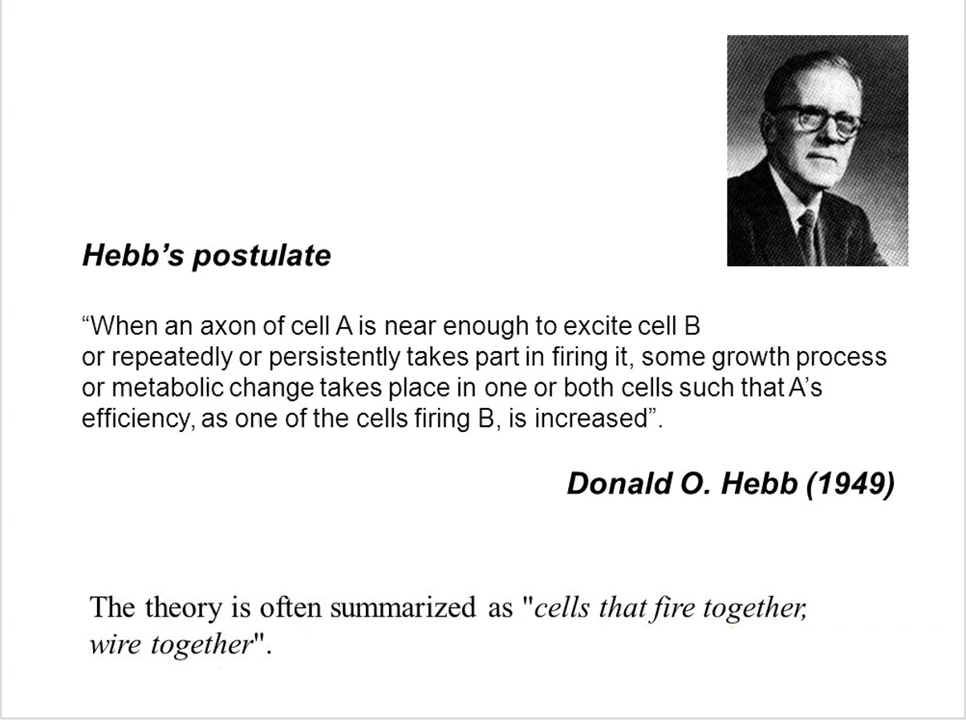 Hebb’s postulate
“When an axon of cell A is near enough to excite cell B
or repeatedly or persistently takes part in firing it, some growth process
or metabolic change takes place in one or both cells such that A’s
efficiency, as one of the cells firing B, is increased”.
Donald O. Hebb (1949)
The theory is often summarized as "cells that fire together,
wire together".